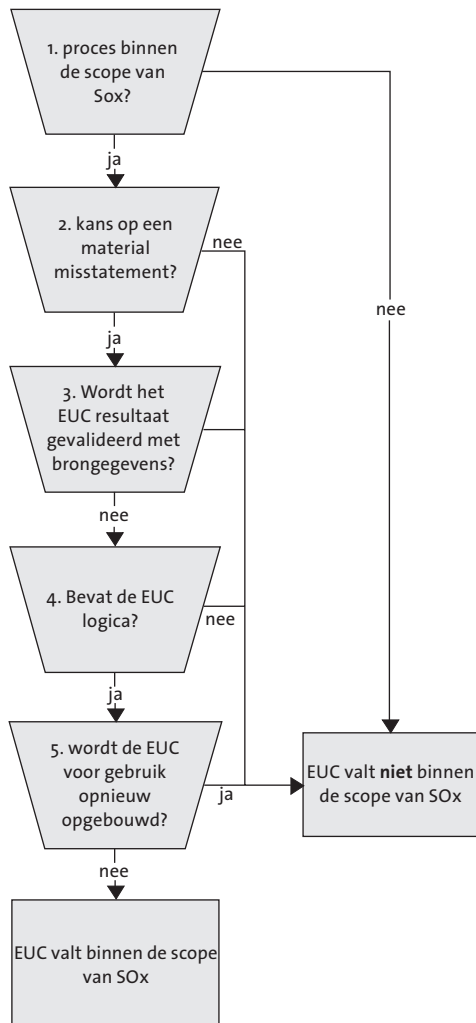 1. proces binnen
de scope van
Sox?
ja
nee
2. kans op een
material
misstatement?
nee
ja
3. Wordt het
EUC resultaat
gevalideerd met
brongegevens?
nee
4. Bevat de EUC
logica?
nee
ja
5. wordt de EUC
voor gebruik
opnieuw
opgebouwd?
ja
nee
EUC valt niet binnen
de scope van SOx
EUC valt binnen de scope
van SOx